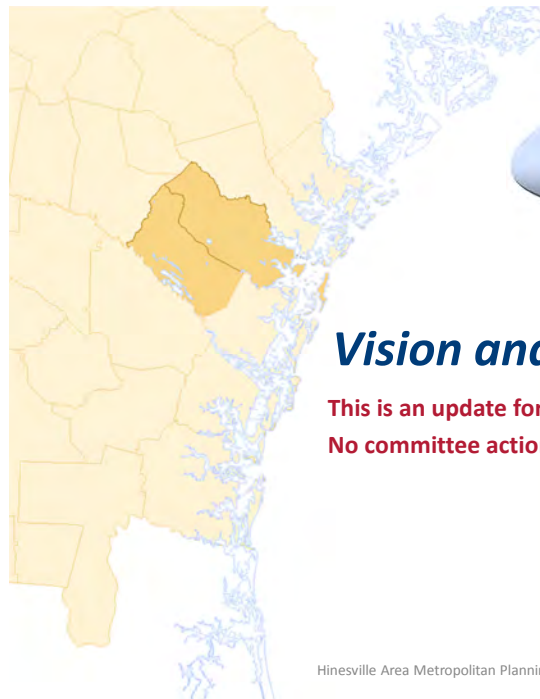 Vision and
This is an update for
No committee actio
Hinesville Area Metropolitan Plannin